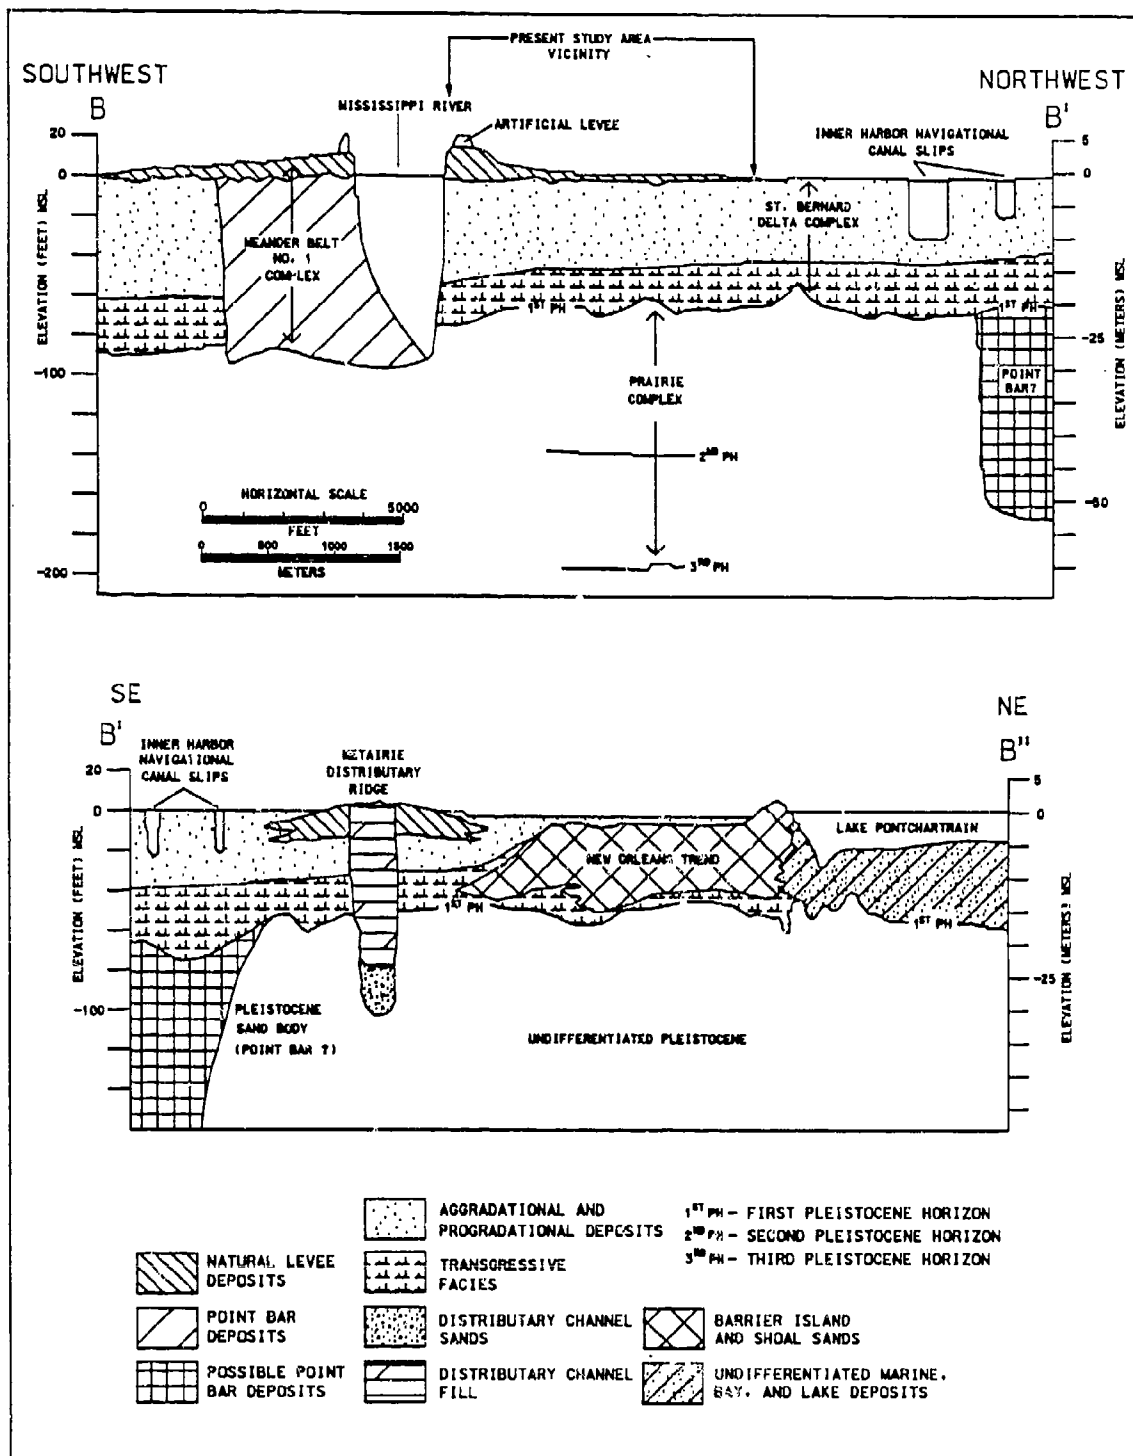 PRESENT STUDY AREA
VICINITY
SOUTHWEST
B
NORTHWEST
B'
MISSISSIPPI RIVER
ARTIFICIAL LEVEE
INNER HARBOR NAVIGATIONAL
CANAL SLIPS
20
0
-100
-200
ELEVATION (FEET) MSL
5
0
-25
-50
ELEVATION (METERS) MSL
MEANDER BELT
NO. 1
COMPLEX
ST. BERNARD
DELTA COMPLEX
1ST PH
1ST PH
POINT
BAR?
PRAIRIE
COMPLEX
2ND PH
3RD PH
HORIZONTAL SCALE
0 5000
FEET
0 500 1000 1500
METERS
SE
B'
NE
B"
INNER HARBOR
NAVIGATIONAL
CANAL SLIPS
METAIRIE
DISTRIBUTARY
RIDGE
20
0
-100
ELEVATION (FEET) MSL
5
0
-25
ELEVATION (METERS) MSL
LAKE PONTCHARTRAIN
NEW ORLEANS TREND
1ST PH
1ST PH
PLEISTOCENE
SAND BODY
(POINT BAR ?)
UNDIFFERENTIATED PLEISTOCENE
AGGRADATIONAL AND
PROGRADATIONAL DEPOSITS
1ST PH - FIRST PLEISTOCENE HORIZON
2ND PH - SECOND PLEISTOCENE HORIZON
3RD PH - THIRD PLEISTOCENE HORIZON
NATURAL LEVEE
DEPOSITS
TRANSGRESSIVE
FACIES
POINT BAR
DEPOSITS
DISTRIBUTARY CHANNEL
SANDS
BARRIER ISLAND
AND SHOAL SANDS
POSSIBLE POINT
BAR DEPOSITS
DISTRIBUTARY CHANNEL
FILL
UNDIFFERENTIATED MARINE,
BAY, AND LAKE DEPOSITS